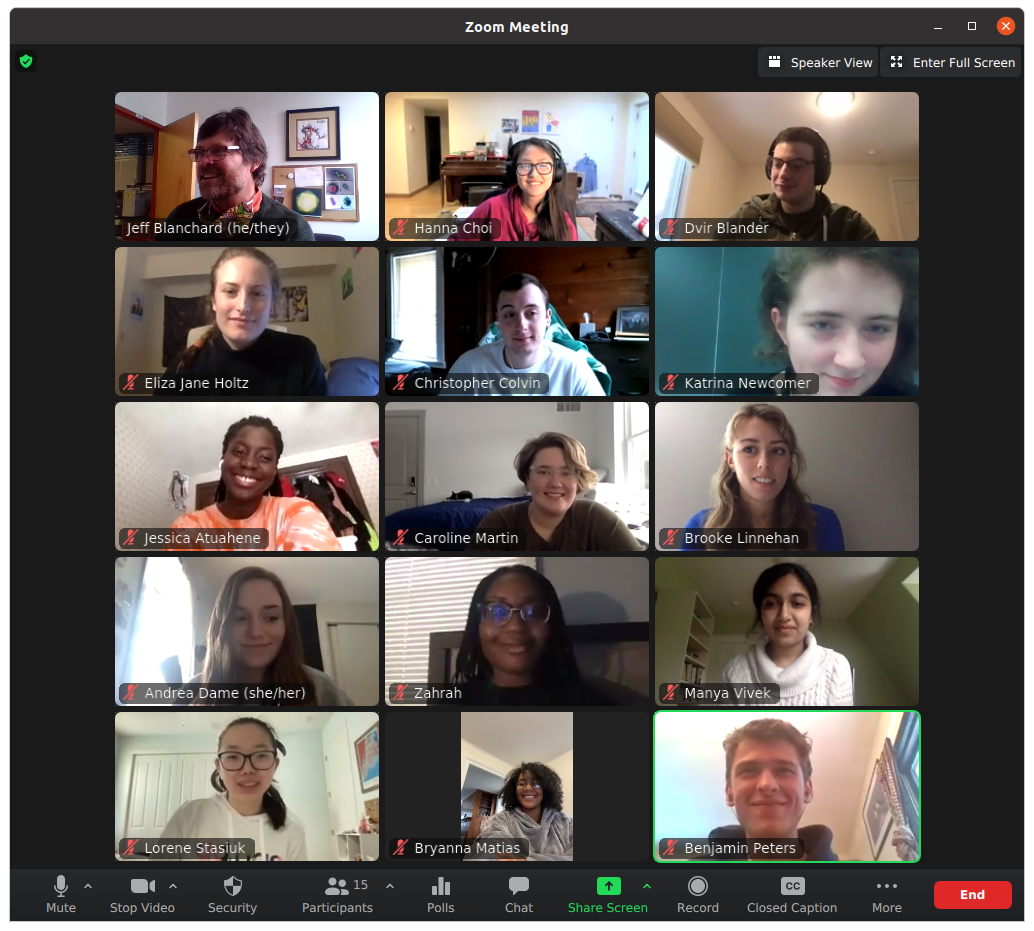 Zoom Meeting
Speaker View
Enter Full Screen
Jeff Blanchard (he/they)
Hanna Choi
Dvir Blander
Eliza Jane Holtz
Christopher Colvin
Katrina Newcomer
Jessica Atuahene
Caroline Martin
Brooke Linnehan
Andrea Dame (she/her)
Zahrah
Manya Vivek
Lorene Stasiuk
Bryanna Matias
Benjamin Peters
15
CC
Mute
Stop Video
Security
Participants
Polls
Chat
Share Screen
Record
Closed Caption
More
End